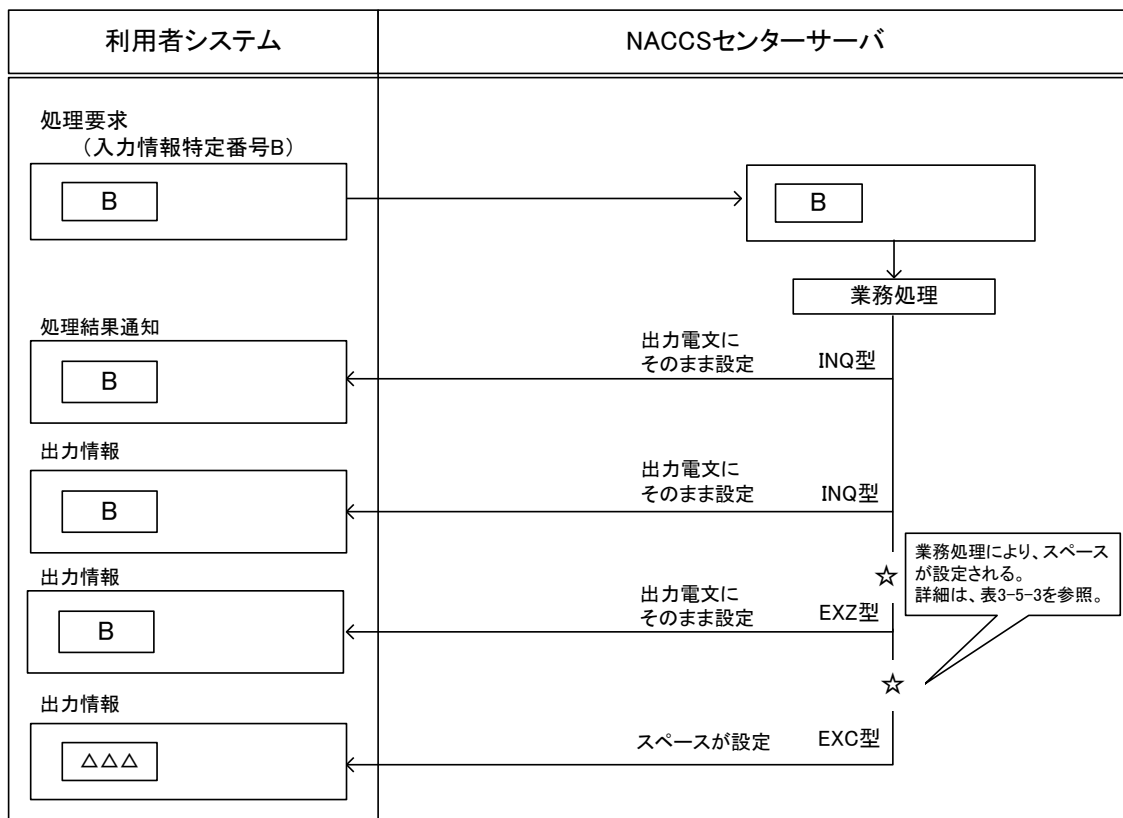 利用者システム
NACCSセンターサーバ
処理要求
（入力情報特定番号B）
B
B
業務処理
処理結果通知
B
出力電文に
そのまま設定
INQ型
出力情報
B
出力電文に
そのまま設定
INQ型
☆
業務処理により、スペース
が設定される。
詳細は、表3-5-3を参照。
出力情報
B
出力電文に
そのまま設定
EXZ型
☆
出力情報
△△△
スペースが設定
EXC型